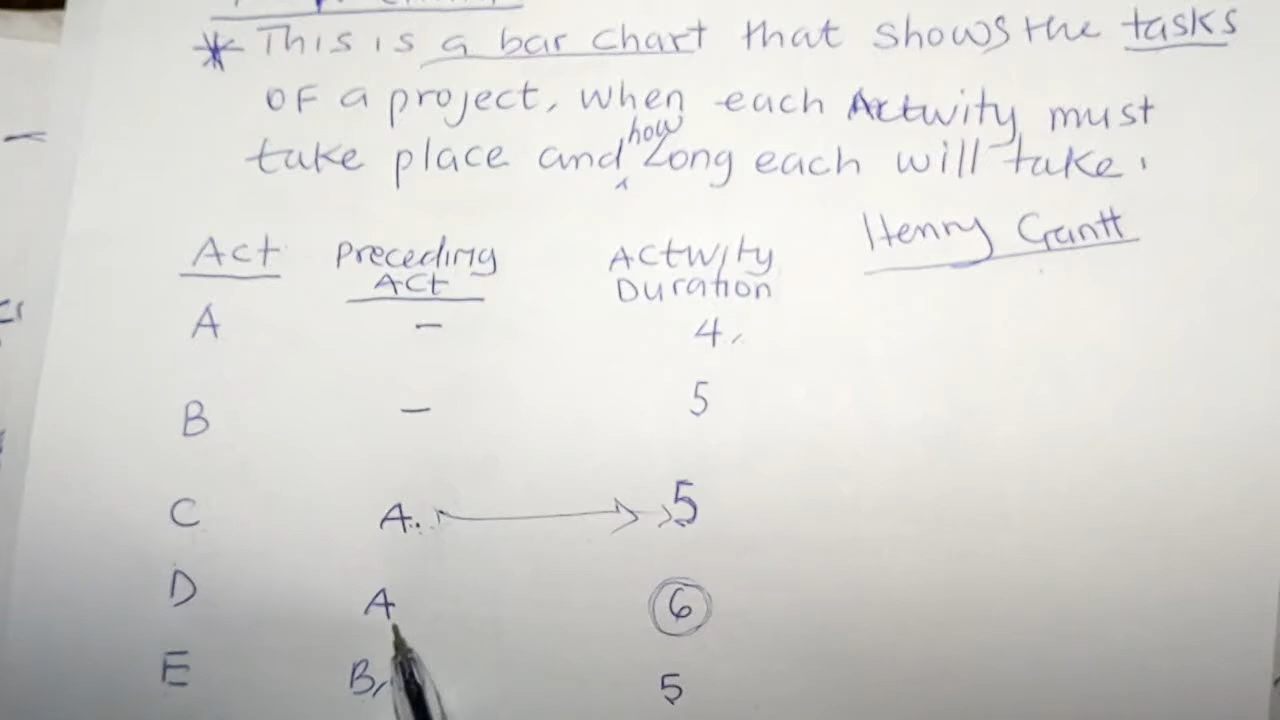 * This is a bar chart that shows the tasks
OF a project, when each Activity must
take place and how Long each will take.
Henry Gantt
Act Preceding Act Activity Duration
A - 4
B - 5
C A. 5
D A 6
E B, 5